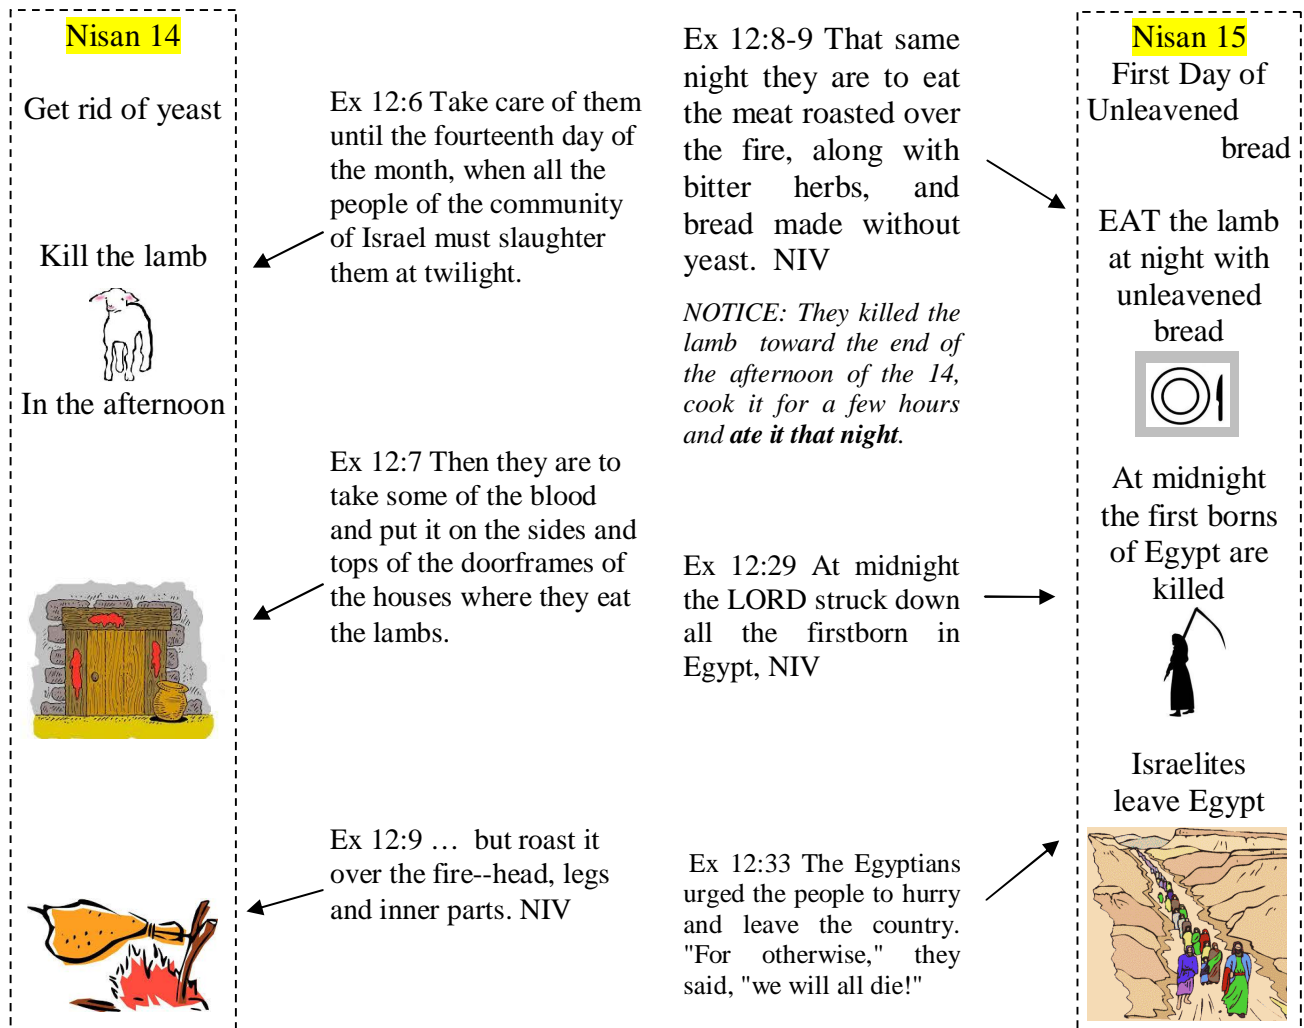 Nisan 14
Get rid of yeast
Kill the lamb
In the afternoon
Ex 12:6 Take care of them
until the fourteenth day of
the month, when all the
people of the community
of Israel must slaughter
them at twilight.
Ex 12:7 Then they are to
take some of the blood
and put it on the sides and
tops of the doorframes of
the houses where they eat
the lambs.
Ex 12:9 … but roast it
over the fire--head, legs
and inner parts. NIV
Ex 12:8-9 That same
night they are to eat
the meat roasted over
the fire, along with
bitter herbs, and
bread made without
yeast. NIV
NOTICE: They killed the
lamb toward the end of
the afternoon of the 14,
cook it for a few hours
and ate it that night.
Ex 12:29 At midnight
the LORD struck down
all the firstborn in
Egypt, NIV
Ex 12:33 The Egyptians
urged the people to hurry
and leave the country.
"For otherwise," they
said, "we will all die!"
Nisan 15
First Day of
Unleavened
bread
EAT the lamb
at night with
unleavened
bread
At midnight
the first borns
of Egypt are
killed
Israelites
leave Egypt